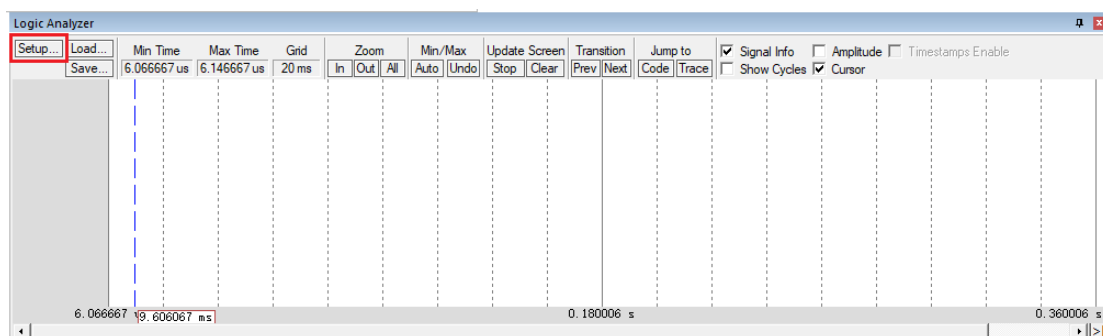 Logic Analyzer
Setup... Load... Min Time Max Time Grid Zoom Min/Max Update Screen Transition Jump to Signal Info Amplitude Timestamps Enable
Save... 6.066667 us 6.146667 us 20 ms In Out All Auto Undo Stop Clear Prev Next Code Trace Show Cycles Cursor
6.066667 9.606067 ms 0.180006 s 0.360006 s